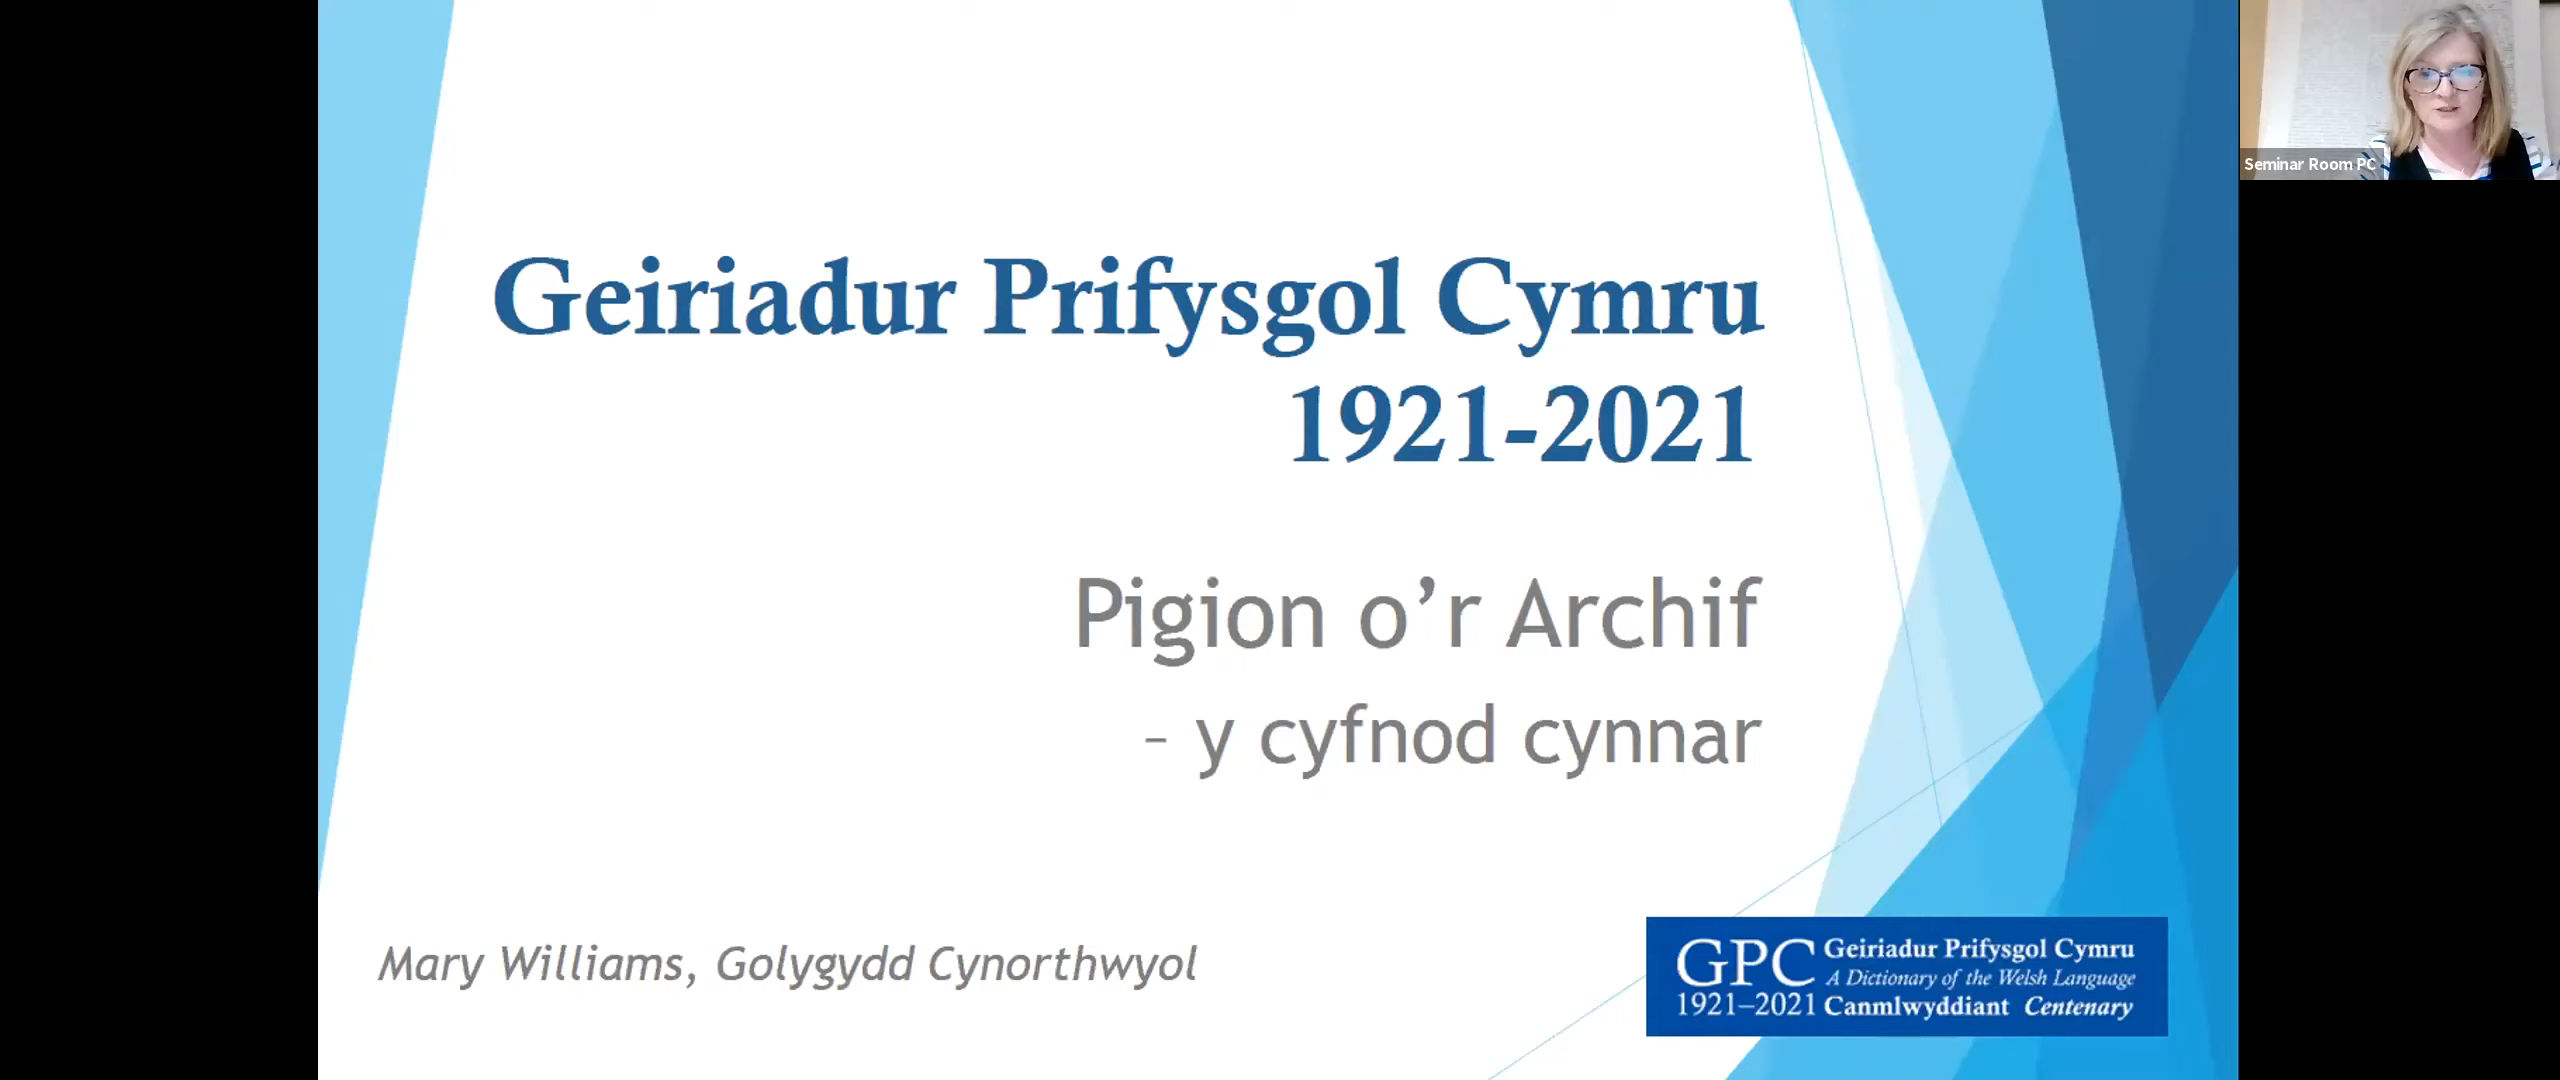 Geiriadur Prifysgol Cymru
1921-2021
Pigion o’r Archif
– y cyfnod cynnar
Mary Williams, Golygydd Cynorthwyol
GPC Geiriadur Prifysgol Cymru
A Dictionary of the Welsh Language
1921–2021 Canmlwyddiant Centenary
Seminar Room PC